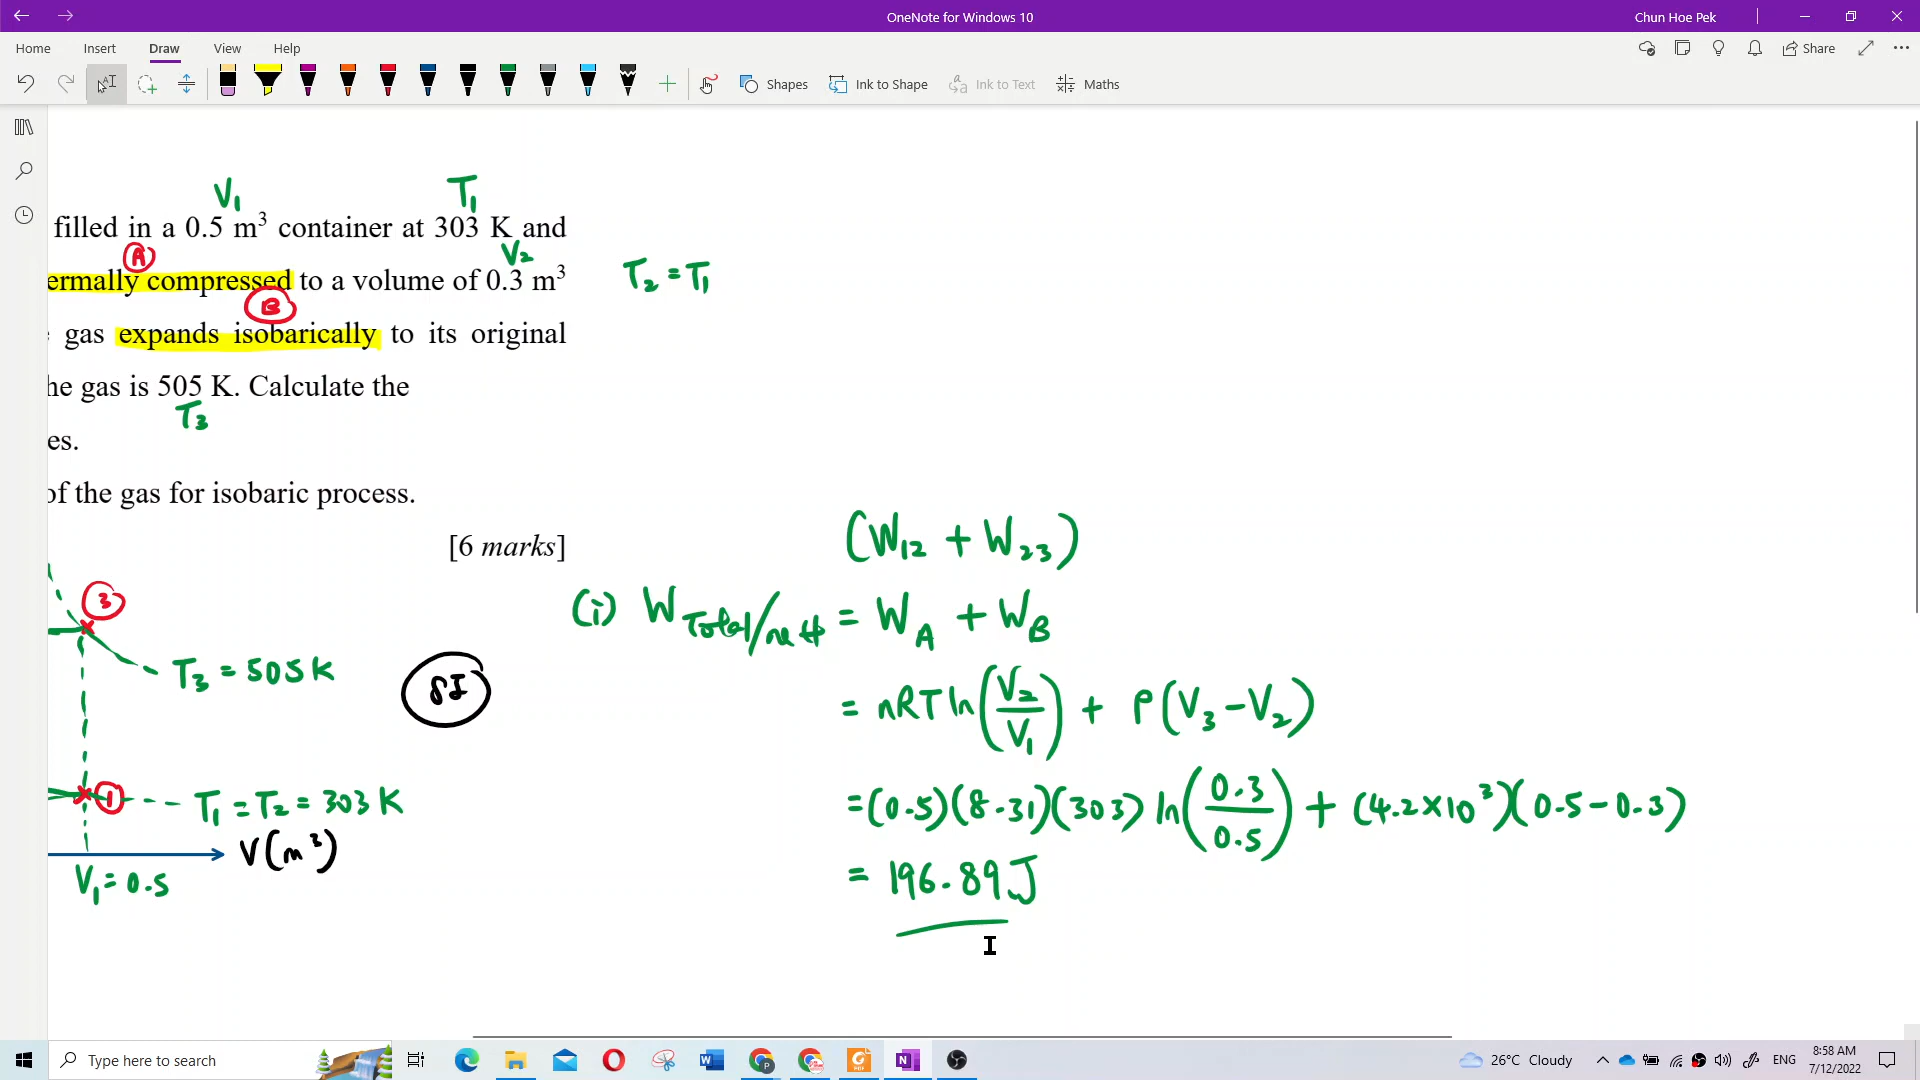 OneNote for Windows 10
Chun Hoe Pek
Home Insert Draw View Help
Share
Shapes Ink to Shape Ink to Text Maths
V₁ T₁
filled in a 0.5 m³ container at 303 K and
A V₂
ermally compressed to a volume of 0.3 m³ T₂ = T₁
B
gas expands isobarically to its original
he gas is 505 K. Calculate the
T₃
es.
of the gas for isobaric process.
[6 marks]
(W₁₂ + W₂₃)
3
(i) W Total/nett = W_A + W_B
T₃ = 505 K
SI
= nRT ln(V₂/V₁) + P(V₃ - V₂)
1
T₁ = T₂ = 303 K
= (0.5)(8.31)(303) ln(0.3/0.5) + (4.2×10³)(0.5 - 0.3)
V(m³)
V₁ = 0.5
= 196.89 J
Type here to search
26°C Cloudy
ENG
8:58 AM
7/12/2022